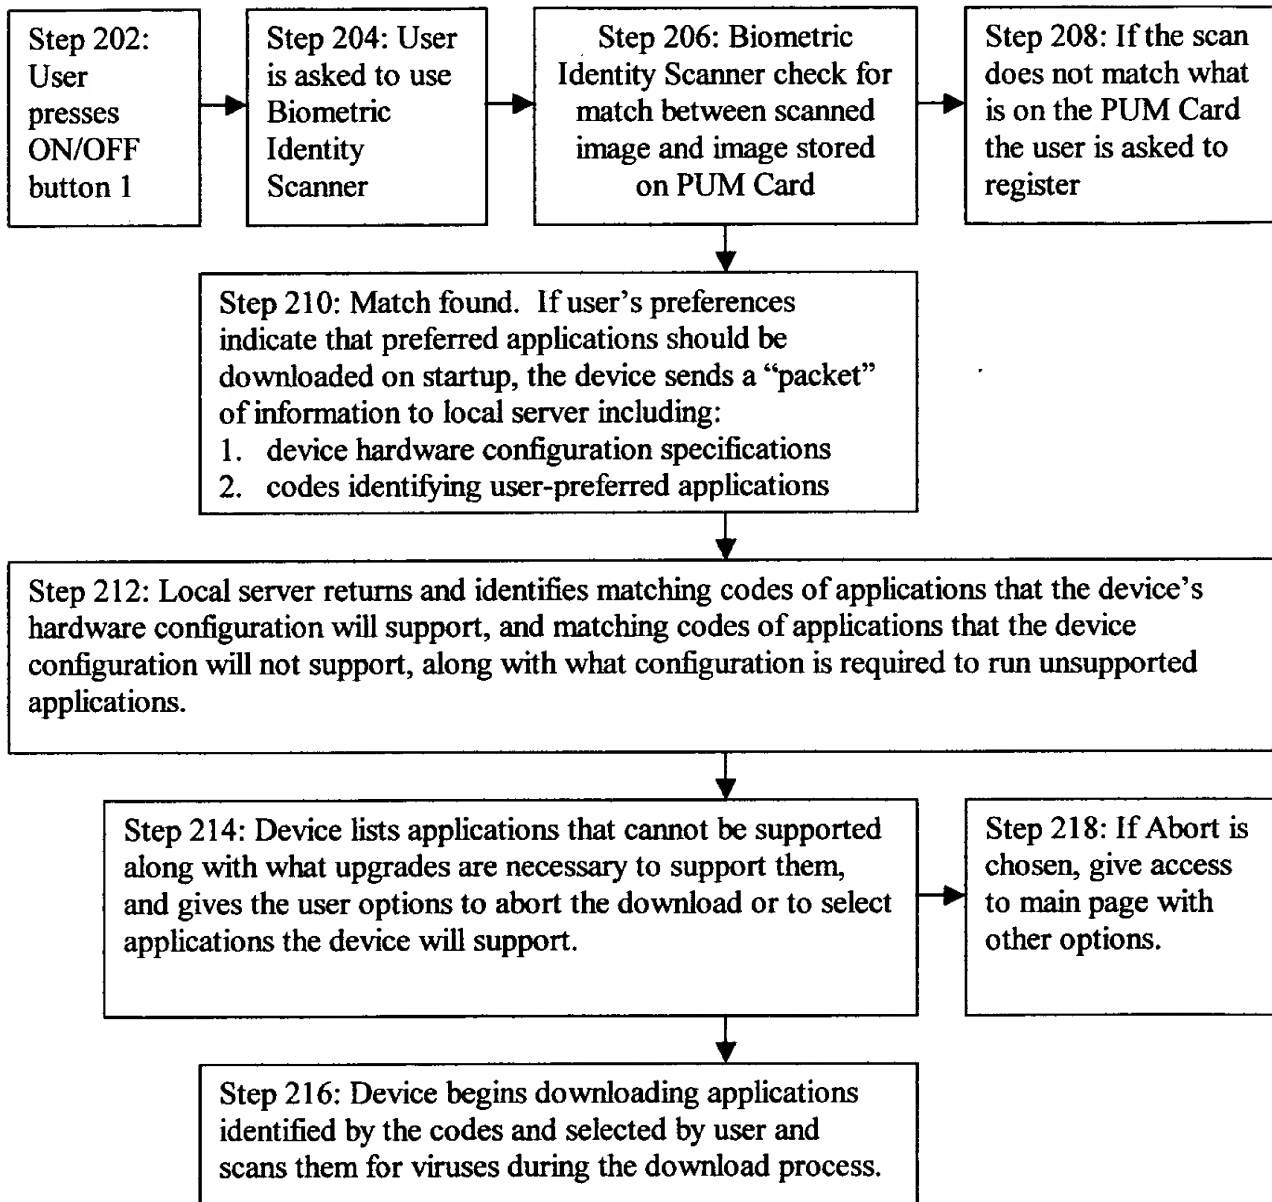 Step 202:
User
presses
ON/OFF
button 1
Step 204: User
is asked to use
Biometric
Identity
Scanner
Step 206: Biometric
Identity Scanner check for
match between scanned
image and image stored
on PUM Card
Step 208: If the scan
does not match what
is on the PUM Card
the user is asked to
register
Step 210: Match found.  If user's preferences
indicate that preferred applications should be
downloaded on startup, the device sends a “packet”
of information to local server including:
1.  device hardware configuration specifications
2.  codes identifying user-preferred applications
Step 212: Local server returns and identifies matching codes of applications that the device's
hardware configuration will support, and matching codes of applications that the device
configuration will not support, along with what configuration is required to run unsupported
applications.
Step 214: Device lists applications that cannot be supported
along with what upgrades are necessary to support them,
and gives the user options to abort the download or to select
applications the device will support.
Step 218: If Abort is
chosen, give access
to main page with
other options.
Step 216: Device begins downloading applications
identified by the codes and selected by user and
scans them for viruses during the download process.